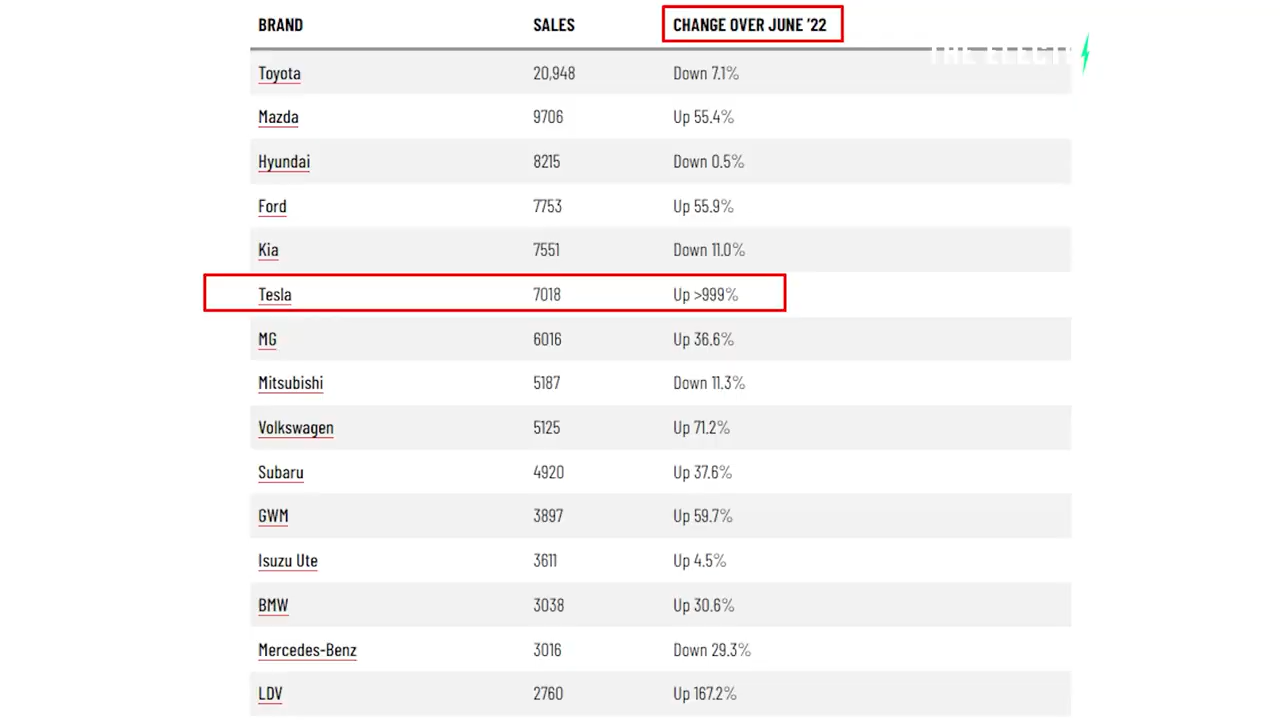 BRAND SALES CHANGE OVER JUNE ’22
Toyota 20,948 Down 7.1%
Mazda 9706 Up 55.4%
Hyundai 8215 Down 0.5%
Ford 7753 Up 55.9%
Kia 7551 Down 11.0%
Tesla 7018 Up >999%
MG 6016 Up 36.6%
Mitsubishi 5187 Down 11.3%
Volkswagen 5125 Up 71.2%
Subaru 4920 Up 37.6%
GWM 3897 Up 59.7%
Isuzu Ute 3611 Up 4.5%
BMW 3038 Up 30.6%
Mercedes-Benz 3016 Down 29.3%
LDV 2760 Up 167.2%